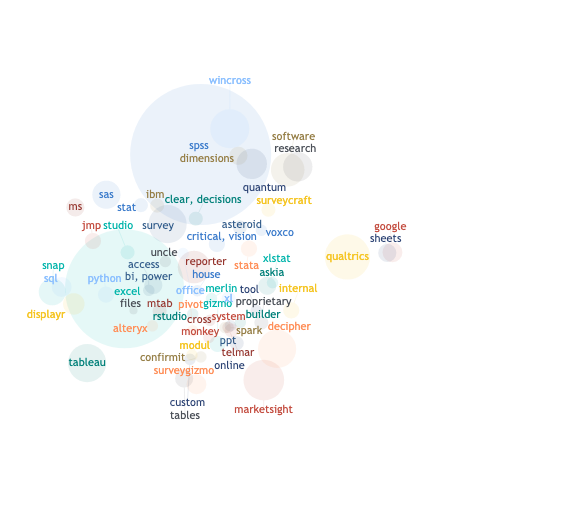 wincross
software
research
spss
dimensions
quantum
sas
ibm
clear, decisions
surveycraft
ms
stat
jmp
studio
survey
asteroid
critical, vision
voxco
google
sheets
uncle
reporter
house
stata
xlstat
askia
qualtrics
snap
sql
access
bi, power
python
excel
files
mtab
office
pivot
gizmo
merlin
xl
tool
internal
proprietary
displayr
rstudio
cross
system
builder
alteryx
monkey
spark
decipher
modul
ppt
telmar
confirmit
tableau
surveygizmo
online
custom
tables
marketsight